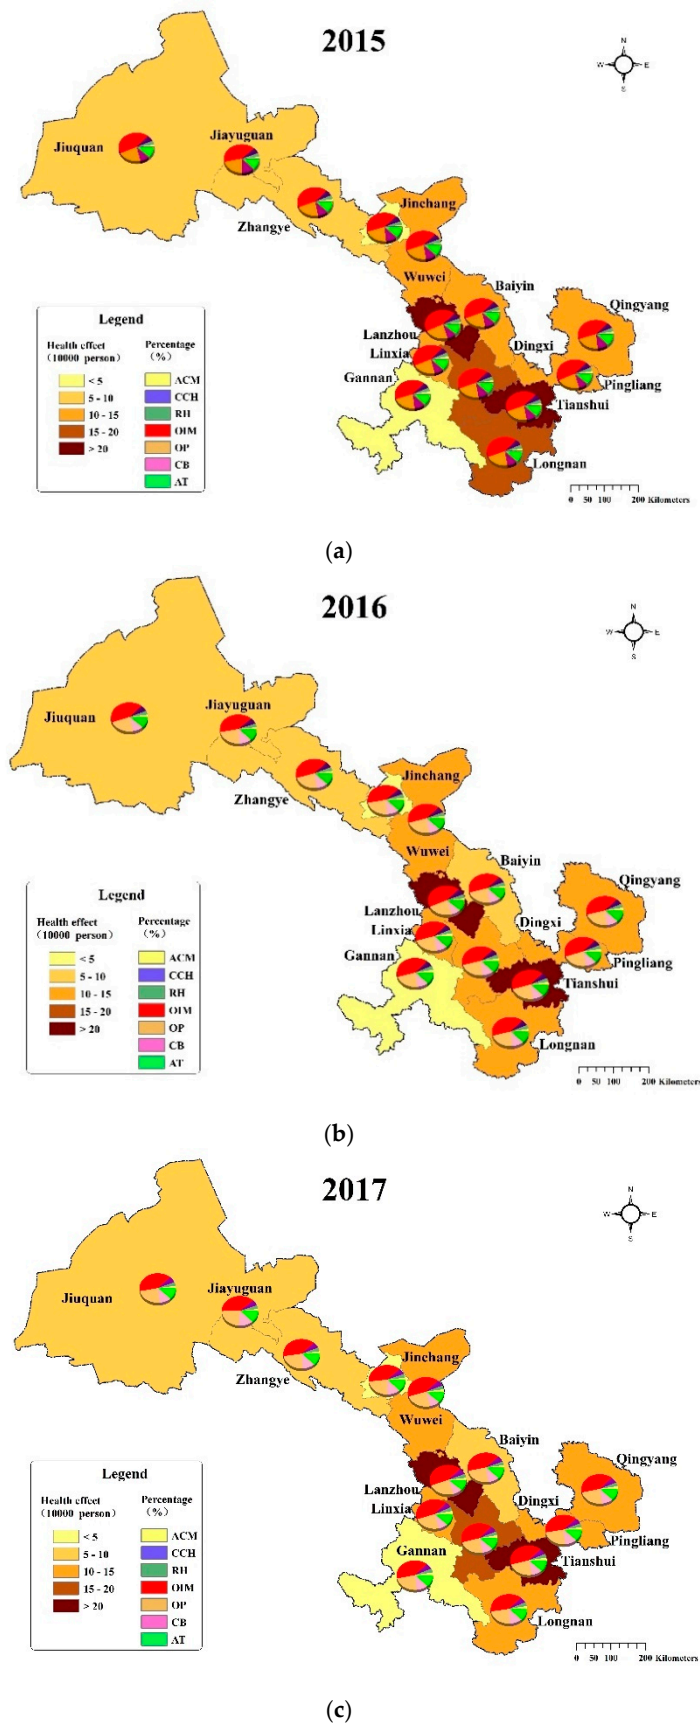 2015
N
W E
S
Jiuquan
Jiayuguan
Zhangye
Jinchang
Wuwei
Baiyin
Qingyang
Lanzhou
Dingxi
Linxia
Gannan
Pingliang
Tianshui
Longnan
Legend
Health effect (10000 person)
Percentage (%)
< 5
5 - 10
10 - 15
15 - 20
> 20
ACM
CCH
RH
OIM
OP
CB
AT
0 50 100 200 Kilometers
(a)
2016
N
W E
S
Jiuquan
Jiayuguan
Zhangye
Jinchang
Wuwei
Baiyin
Qingyang
Lanzhou
Dingxi
Linxia
Gannan
Pingliang
Tianshui
Longnan
Legend
Health effect (10000 person)
Percentage (%)
< 5
5 - 10
10 - 15
15 - 20
> 20
ACM
CCH
RH
OIM
OP
CB
AT
0 50 100 200 Kilometers
(b)
2017
N
W E
S
Jiuquan
Jiayuguan
Zhangye
Jinchang
Wuwei
Baiyin
Qingyang
Lanzhou
Dingxi
Linxia
Pingliang
Gannan
Tianshui
Longnan
Legend
Health effect (10000 person)
Percentage (%)
< 5
5 - 10
10 - 15
15 - 20
> 20
ACM
CCH
RH
OIM
OP
CB
AT
0 50 100 200 Kilometers
(c)